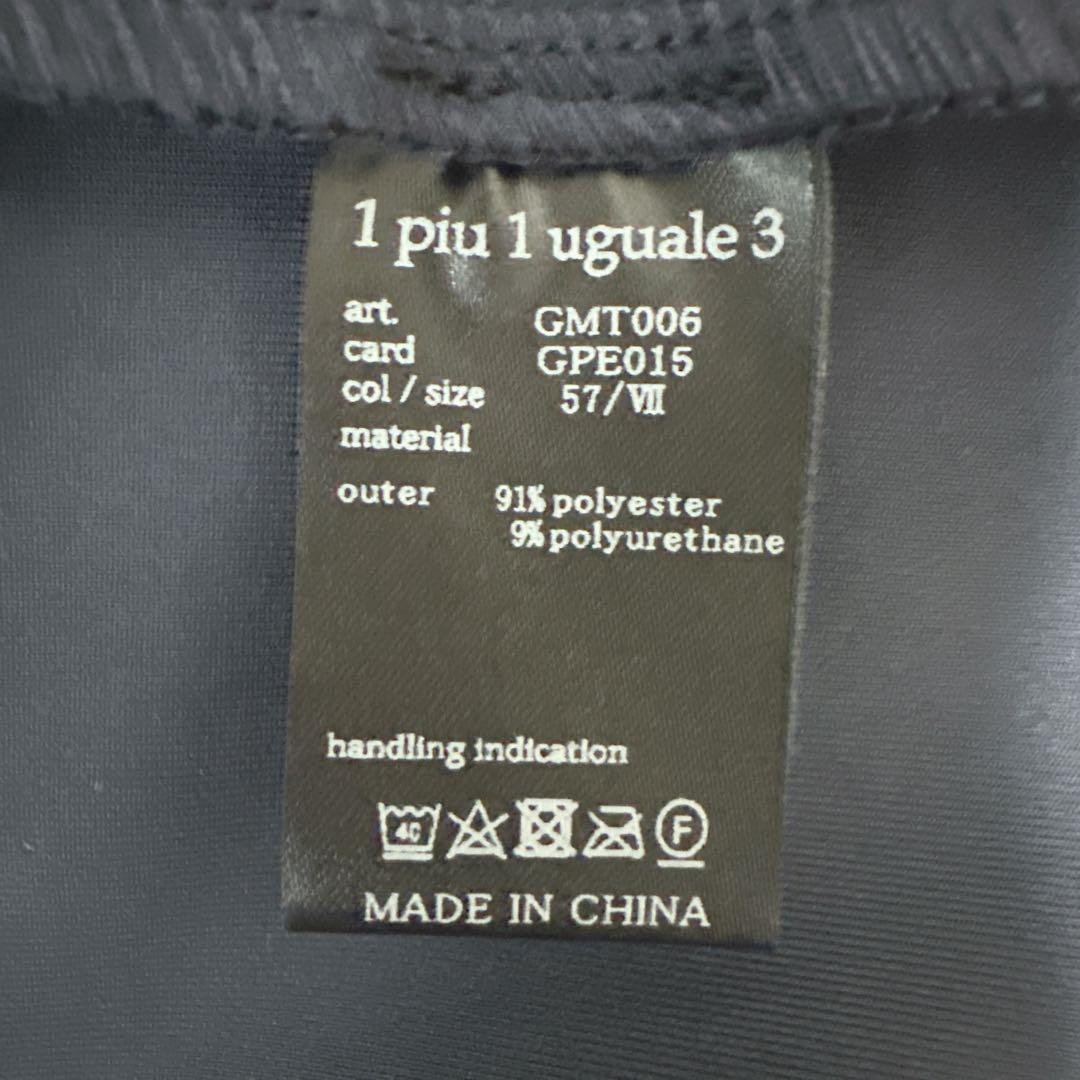 1 piu 1 uguale 3
art. GMT006
card GPE015
col / size 57/Ⅶ
material
outer 91% polyester
9% polyurethane
handling indication
40 F
MADE IN CHINA